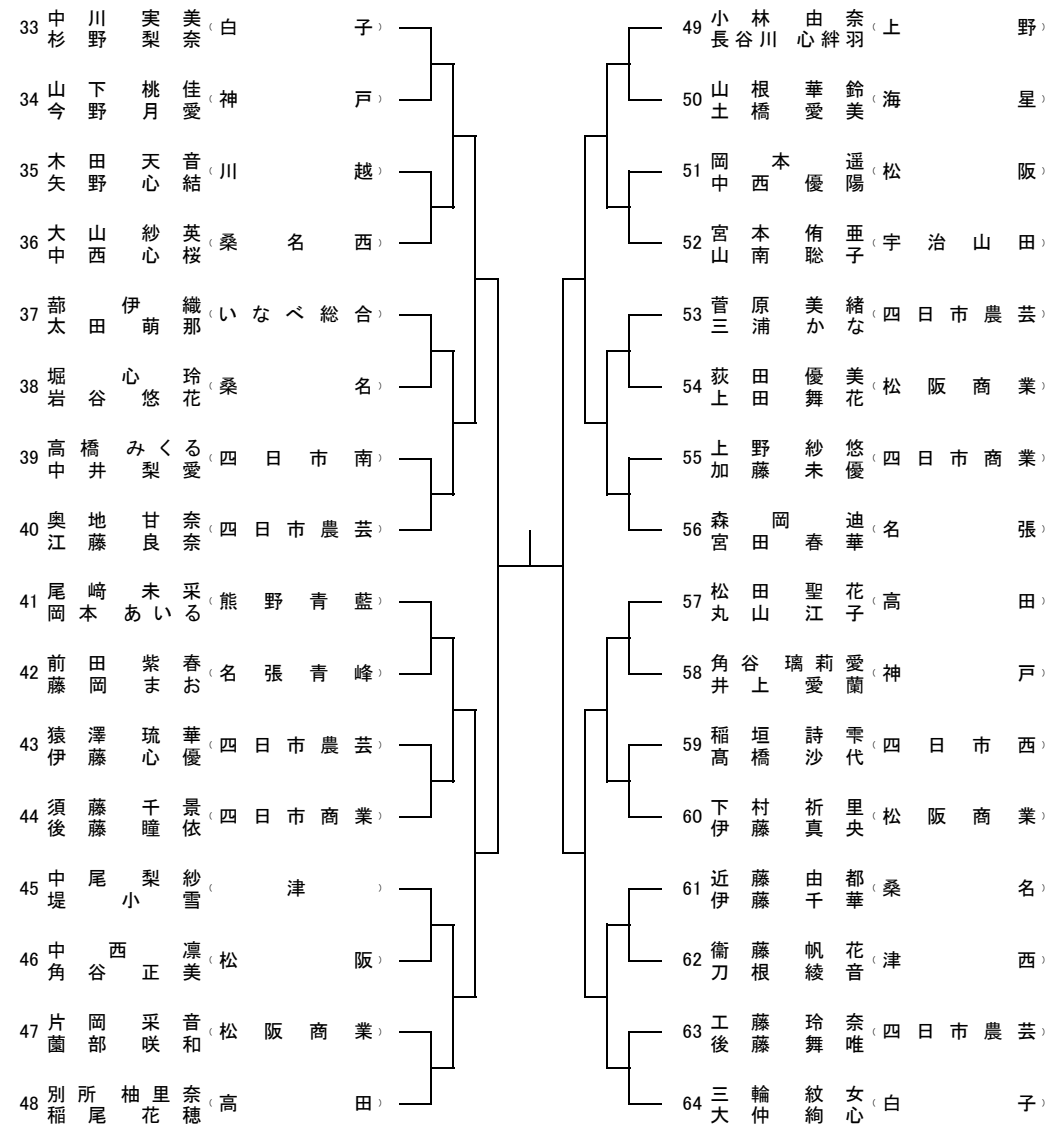 33 中川 実美 (白子)
杉野 梨奈
34 山下 桃佳 (神戸)
今野 月愛
35 木田 天音 (川越)
矢野 心結
36 大山 紗英 (桑名西)
中西 心桜
37 蔀 伊織 (いなべ総合)
太田 萌那
38 堀 心玲 (桑名)
岩谷 悠花
39 高橋 みくる (四日市南)
中井 梨愛
40 奥地 甘奈 (四日市農芸)
江藤 良奈
41 尾﨑 未采 (熊野青藍)
岡本 あいる
42 前田 紫春 (名張青峰)
藤岡 まお
43 猿澤 琉華 (四日市農芸)
伊藤 心優
44 須藤 千景 (四日市商業)
後藤 瞳依
45 中尾 梨紗 (津)
堤 小雪
46 中西 凛 (松阪)
角谷 正美
47 片岡 采音 (松阪商業)
薗部 咲和
48 別所 柚里奈 (高田)
稲尾 花穂
49 小林 由奈 (上野)
長谷川 心絆羽
50 山根 華鈴 (海星)
土橋 愛美
51 岡本 遥 (松阪)
中西 優陽
52 宮本 侑亜 (宇治山田)
山南 聡子
53 菅原 美緒 (四日市農芸)
三浦 かな
54 荻田 優美 (松阪商業)
上田 舞花
55 上野 紗悠 (四日市商業)
加藤 未優
56 森岡 迪 (名張)
宮田 春華
57 松田 聖花 (高田)
丸山 江子
58 角谷 璃莉愛 (神戸)
井上 愛蘭
59 稲垣 詩雫 (四日市西)
髙橋 沙代
60 下村 祈里 (松阪商業)
伊藤 真央
61 近藤 由都 (桑名)
伊藤 千華
62 衞藤 帆花 (津西)
刀根 綾音
63 工藤 玲奈 (四日市農芸)
後藤 舞唯
64 三輪 紋女 (白子)
大仲 絢心